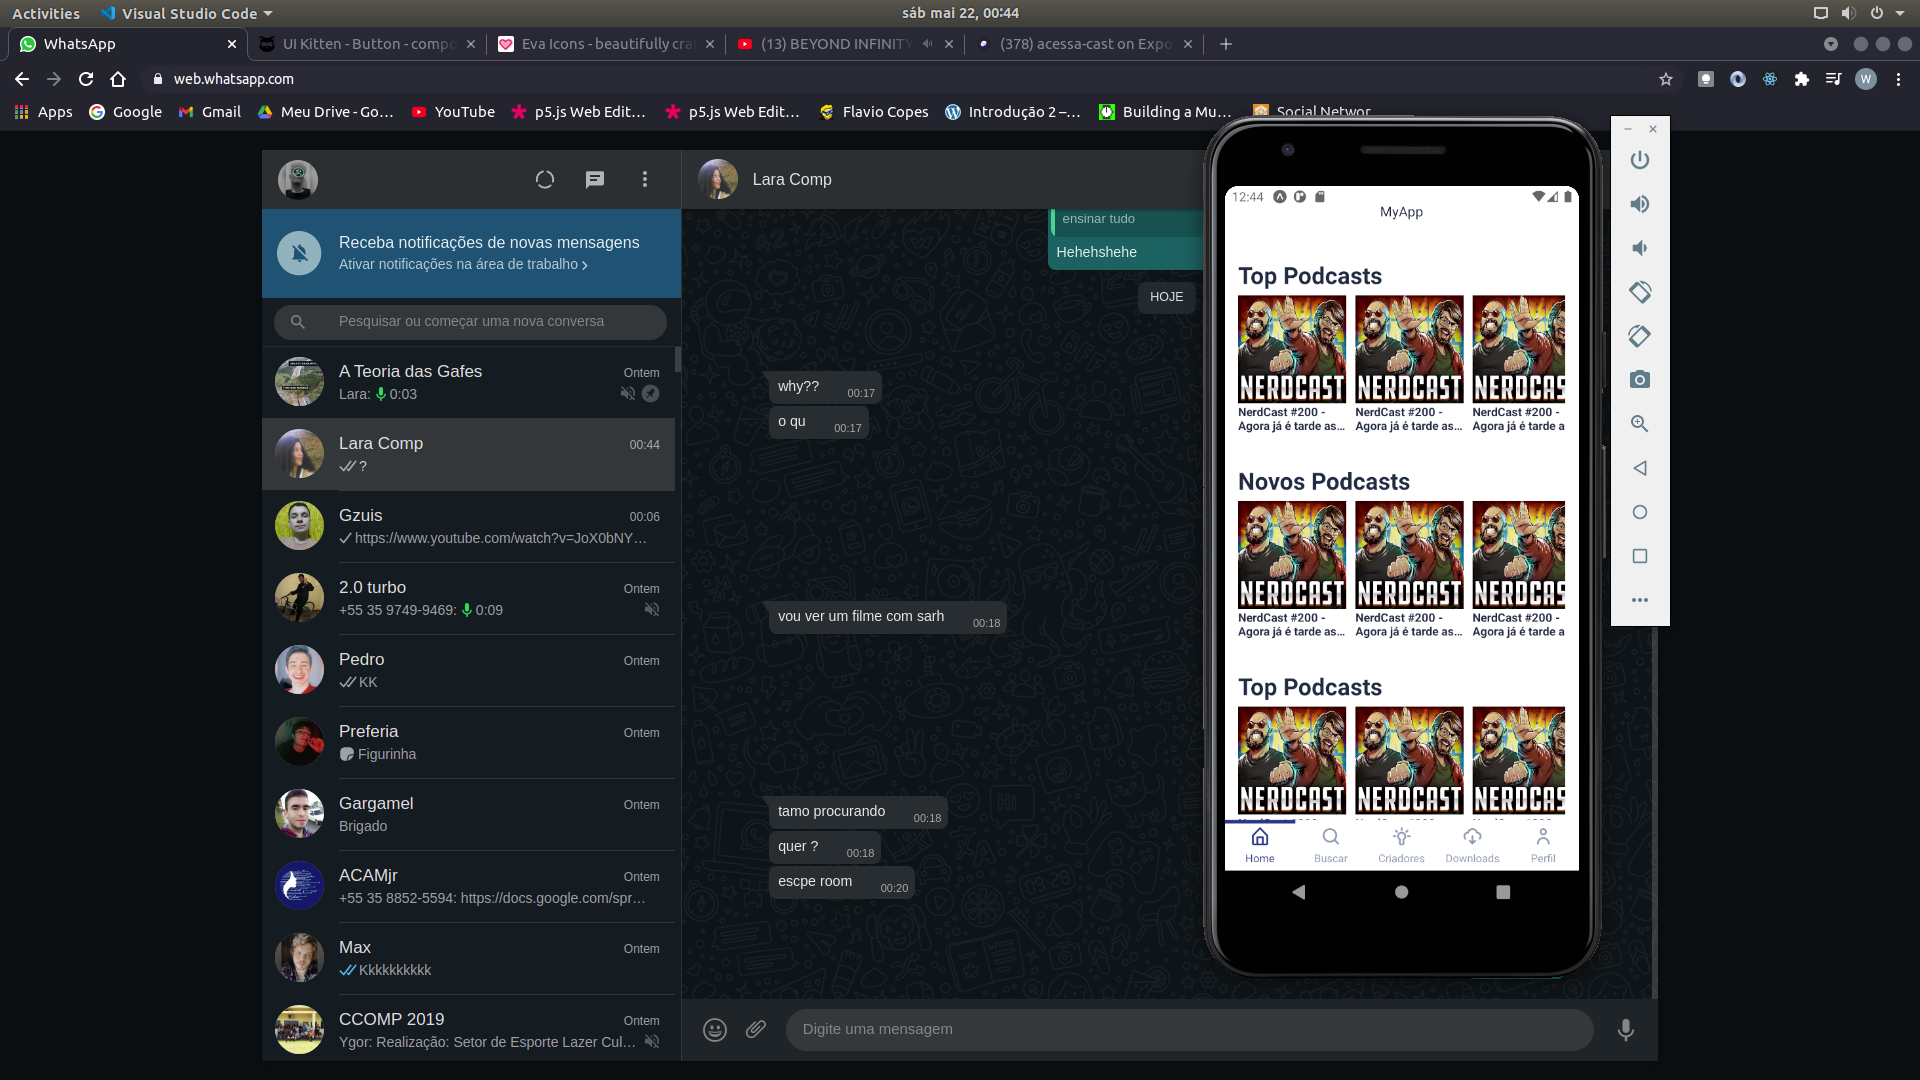 Activities
Visual Studio Code
sáb mai 22, 00:44
WhatsApp
UI Kitten - Button - compo
Eva Icons - beautifully cra
(13) BEYOND INFINITY
(378) acessa-cast on Expo
web.whatsapp.com
W
Apps
Google
Gmail
Meu Drive - Go...
YouTube
p5.js Web Edit...
p5.js Web Edit...
Flavio Copes
Introdução 2 –...
Building a Mu...
Social Networ
Receba notificações de novas mensagens
Ativar notificações na área de trabalho
Pesquisar ou começar uma nova conversa
A Teoria das Gafes
Ontem
Lara: 0:03
Lara Comp
00:44
?
Gzuis
00:06
https://www.youtube.com/watch?v=JoX0bNY...
2.0 turbo
Ontem
+55 35 9749-9469: 0:09
Pedro
Ontem
KK
Preferia
Ontem
Figurinha
Gargamel
Ontem
Brigado
ACAMjr
Ontem
+55 35 8852-5594: https://docs.google.com/spr...
Max
Ontem
Kkkkkkkkkk
CCOMP 2019
Ontem
Ygor: Realização: Setor de Esporte Lazer Cul...
Lara Comp
ensinar tudo
Hehehshehe
HOJE
why??
00:17
o qu
00:17
vou ver um filme com sarh
00:18
tamo procurando
00:18
quer ?
00:18
escpe room
00:20
Digite uma mensagem
12:44
MyApp
Top Podcasts
NERDCAST NERDCAST NERDCAS
NerdCast #200 - NerdCast #200 - NerdCast #200 -
Agora já é tarde as... Agora já é tarde as... Agora já é tarde a
Novos Podcasts
NERDCAST NERDCAST NERDCAS
NerdCast #200 - NerdCast #200 - NerdCast #200 -
Agora já é tarde as... Agora já é tarde as... Agora já é tarde a
Top Podcasts
NERDCAST NERDCAST NERDCAS
Home
Buscar
Criadores
Downloads
Perfil